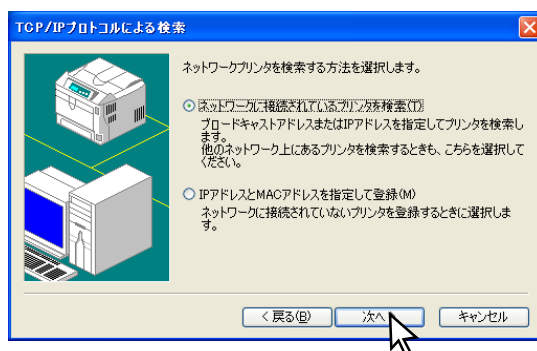 TCP/IPプロトコルによる検索
ネットワークプリンタを検索する方法を選択します。
ネットワークに接続されているプリンタを検索(T)
ブロードキャストアドレスまたはIPアドレスを指定してプリンタを検索し
ます。
他のネットワーク上にあるプリンタを検索するときも、こちらを選択して
ください。
IPアドレスとMACアドレスを指定して登録(M)
ネットワークに接続されていないプリンタを登録するときに選択しま
す。
< 戻る(B)
次へ
キャンセル